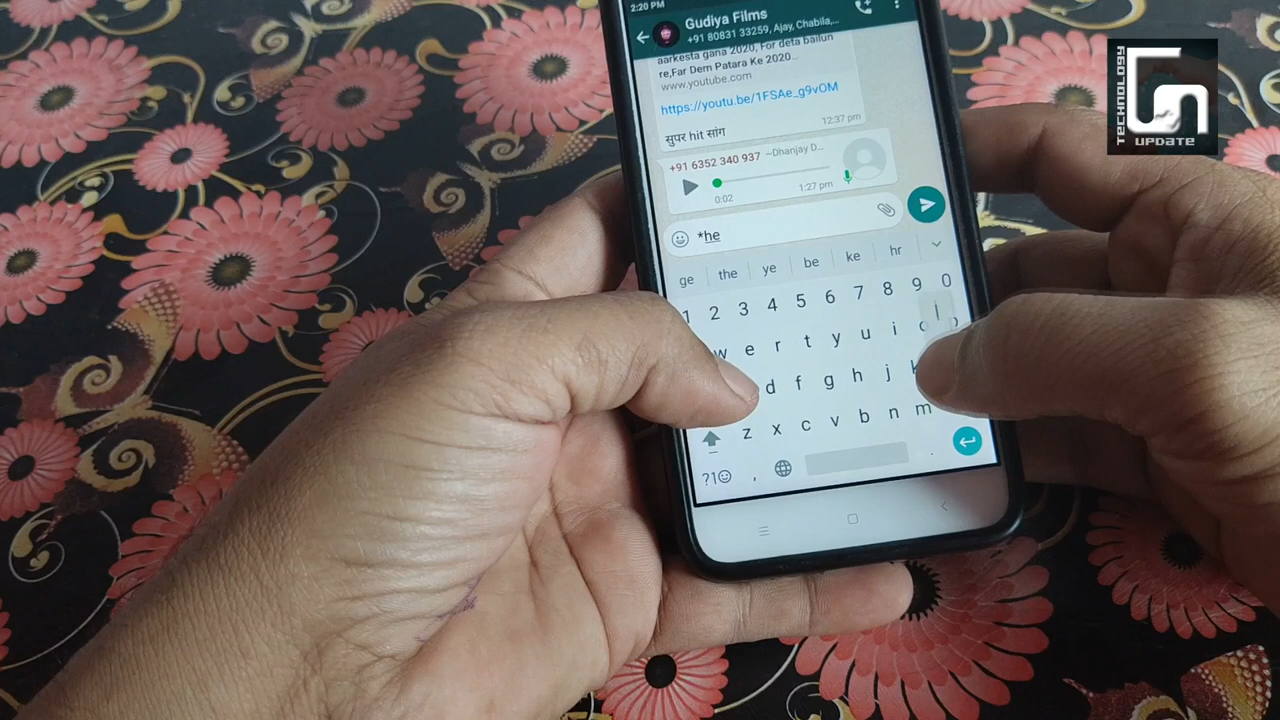 2:20 PM
Gudiya Films
+91 80831 33259, Ajay, Chabila,...
aarkesta gana 2020, For deta bailun
re,Far Dem Patara Ke 2020...
www.youtube.com
https://youtu.be/1FSAe_g9vOM
12:37 pm
सुपर hit सांग
+91 6352 340 937 ~Dhanjay D...
0:02
1:27 pm
*he
ge the ye be ke hr
1 2 3 4 5 6 7 8 9 0
w e r t y u i o p
d f g h j k l
z x c v b n m
?1☺ , .
TECHNOLOGY
UPDATE